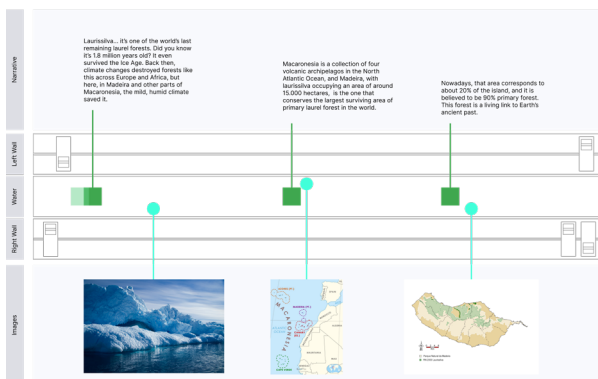 Narrative
Laurissilva... it's one of the world's last
remaining laurel forests. Did you know
it's 1.8 million years old? It even
survived the Ice Age. Back then,
climate changes destroyed forests like
this across Europe and Africa, but
here, in Madeira and other parts of
Macaronesia, the mild, humid climate
saved it.
Macaronesia is a collection of four
volcanic archipelagos in the North
Atlantic Ocean, and Madeira, with
laurissilva occupying an area of around
15.000 hectares, is the one that
conserves the largest surviving area of
primary laurel forest in the world.
Nowadays, that area corresponds to
about 20% of the island, and it is
believed to be 90% primary forest.
This forest is a living link to Earth's
ancient past.
Left Wall
Water
Right Wall
Images
MACARONESIA